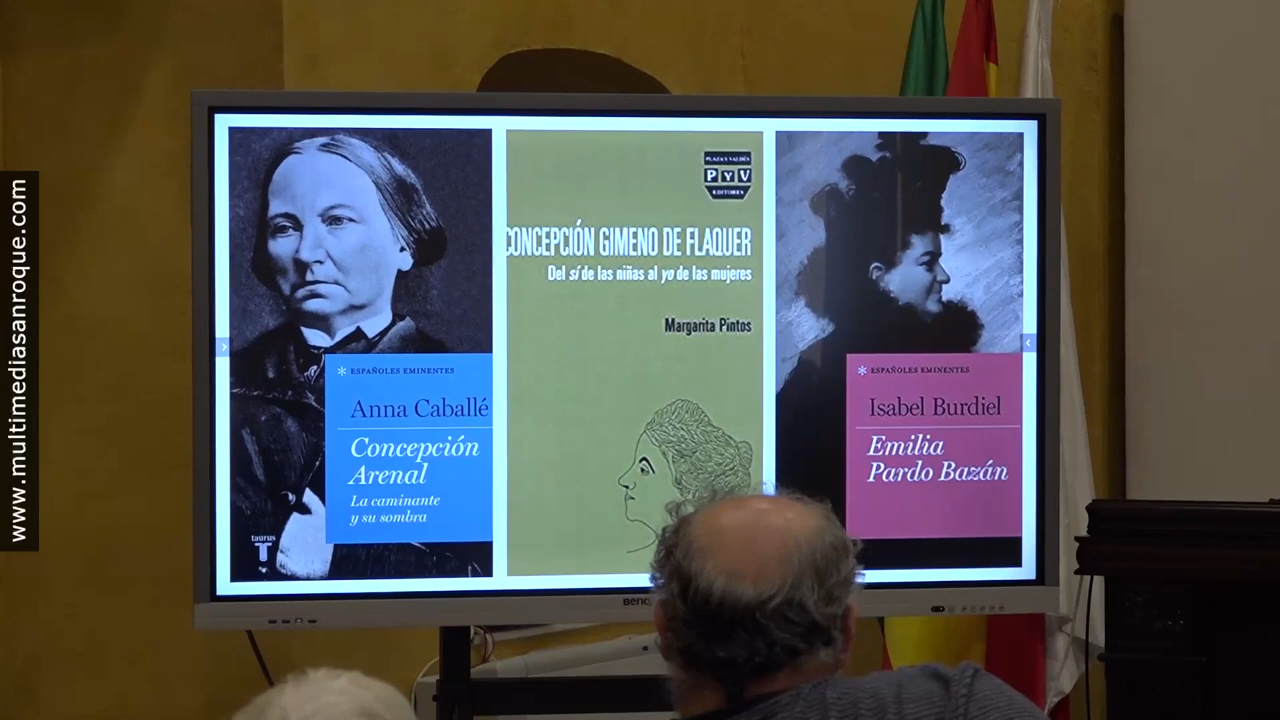 www.multimediasanroque.com
ESPAÑOLES EMINENTES
Anna Caballé
Concepción
Arenal
La caminante
y su sombra
taurus
T
PLAZA Y VALDÉS
PYV
EDITORES
CONCEPCIÓN GIMENO DE FLAQUER
Del sí de las niñas al yo de las mujeres
Margarita Pintos
ESPAÑOLES EMINENTES
Isabel Burdiel
Emilia
Pardo Bazán
BenQ